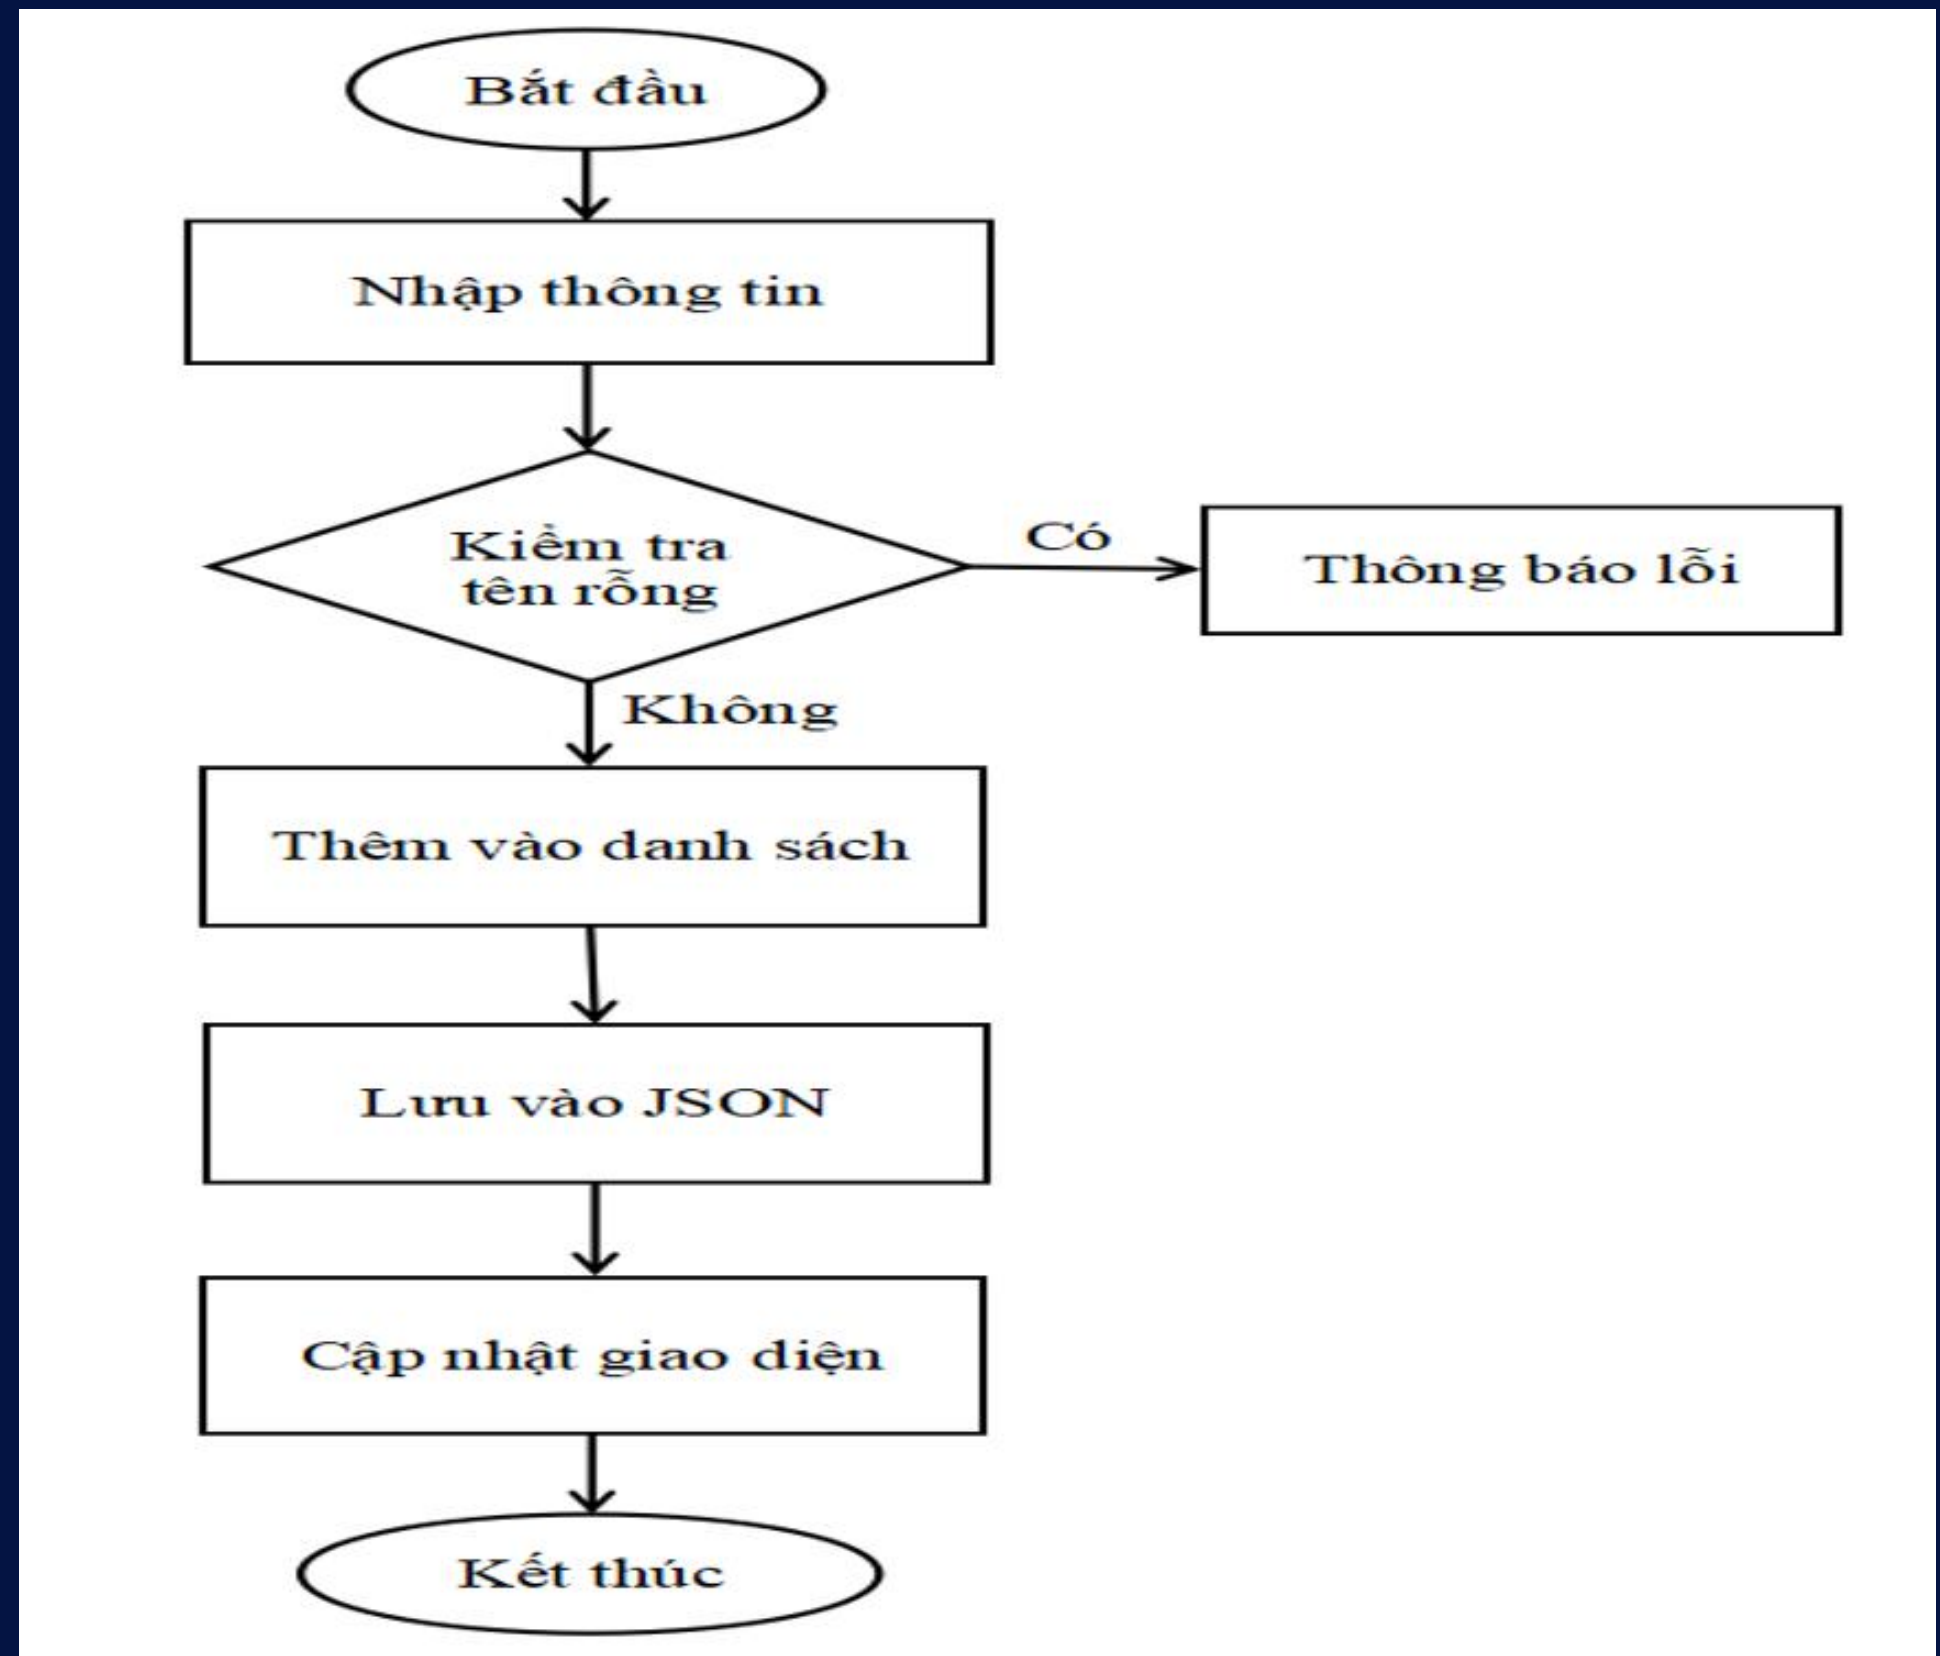 Bắt đầu
Nhập thông tin
Kiểm tra
tên rỗng
Có
Thông báo lỗi
Không
Thêm vào danh sách
Lưu vào JSON
Cập nhật giao diện
Kết thúc